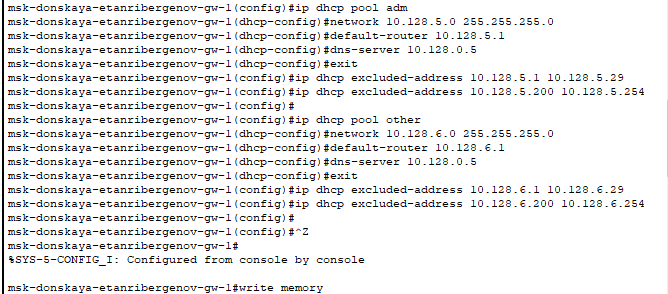 msk-donskaya-etanribergenov-gw-1(config)#ip dhcp pool adm
msk-donskaya-etanribergenov-gw-1(dhcp-config)#network 10.128.5.0 255.255.255.0
msk-donskaya-etanribergenov-gw-1(dhcp-config)#default-router 10.128.5.1
msk-donskaya-etanribergenov-gw-1(dhcp-config)#dns-server 10.128.0.5
msk-donskaya-etanribergenov-gw-1(dhcp-config)#exit
msk-donskaya-etanribergenov-gw-1(config)#ip dhcp excluded-address 10.128.5.1 10.128.5.29
msk-donskaya-etanribergenov-gw-1(config)#ip dhcp excluded-address 10.128.5.200 10.128.5.254
msk-donskaya-etanribergenov-gw-1(config)#
msk-donskaya-etanribergenov-gw-1(config)#ip dhcp pool other
msk-donskaya-etanribergenov-gw-1(dhcp-config)#network 10.128.6.0 255.255.255.0
msk-donskaya-etanribergenov-gw-1(dhcp-config)#default-router 10.128.6.1
msk-donskaya-etanribergenov-gw-1(dhcp-config)#dns-server 10.128.0.5
msk-donskaya-etanribergenov-gw-1(dhcp-config)#exit
msk-donskaya-etanribergenov-gw-1(config)#ip dhcp excluded-address 10.128.6.1 10.128.6.29
msk-donskaya-etanribergenov-gw-1(config)#ip dhcp excluded-address 10.128.6.200 10.128.6.254
msk-donskaya-etanribergenov-gw-1(config)#
msk-donskaya-etanribergenov-gw-1(config)#^Z
msk-donskaya-etanribergenov-gw-1#
%SYS-5-CONFIG_I: Configured from console by console
msk-donskaya-etanribergenov-gw-1#write memory